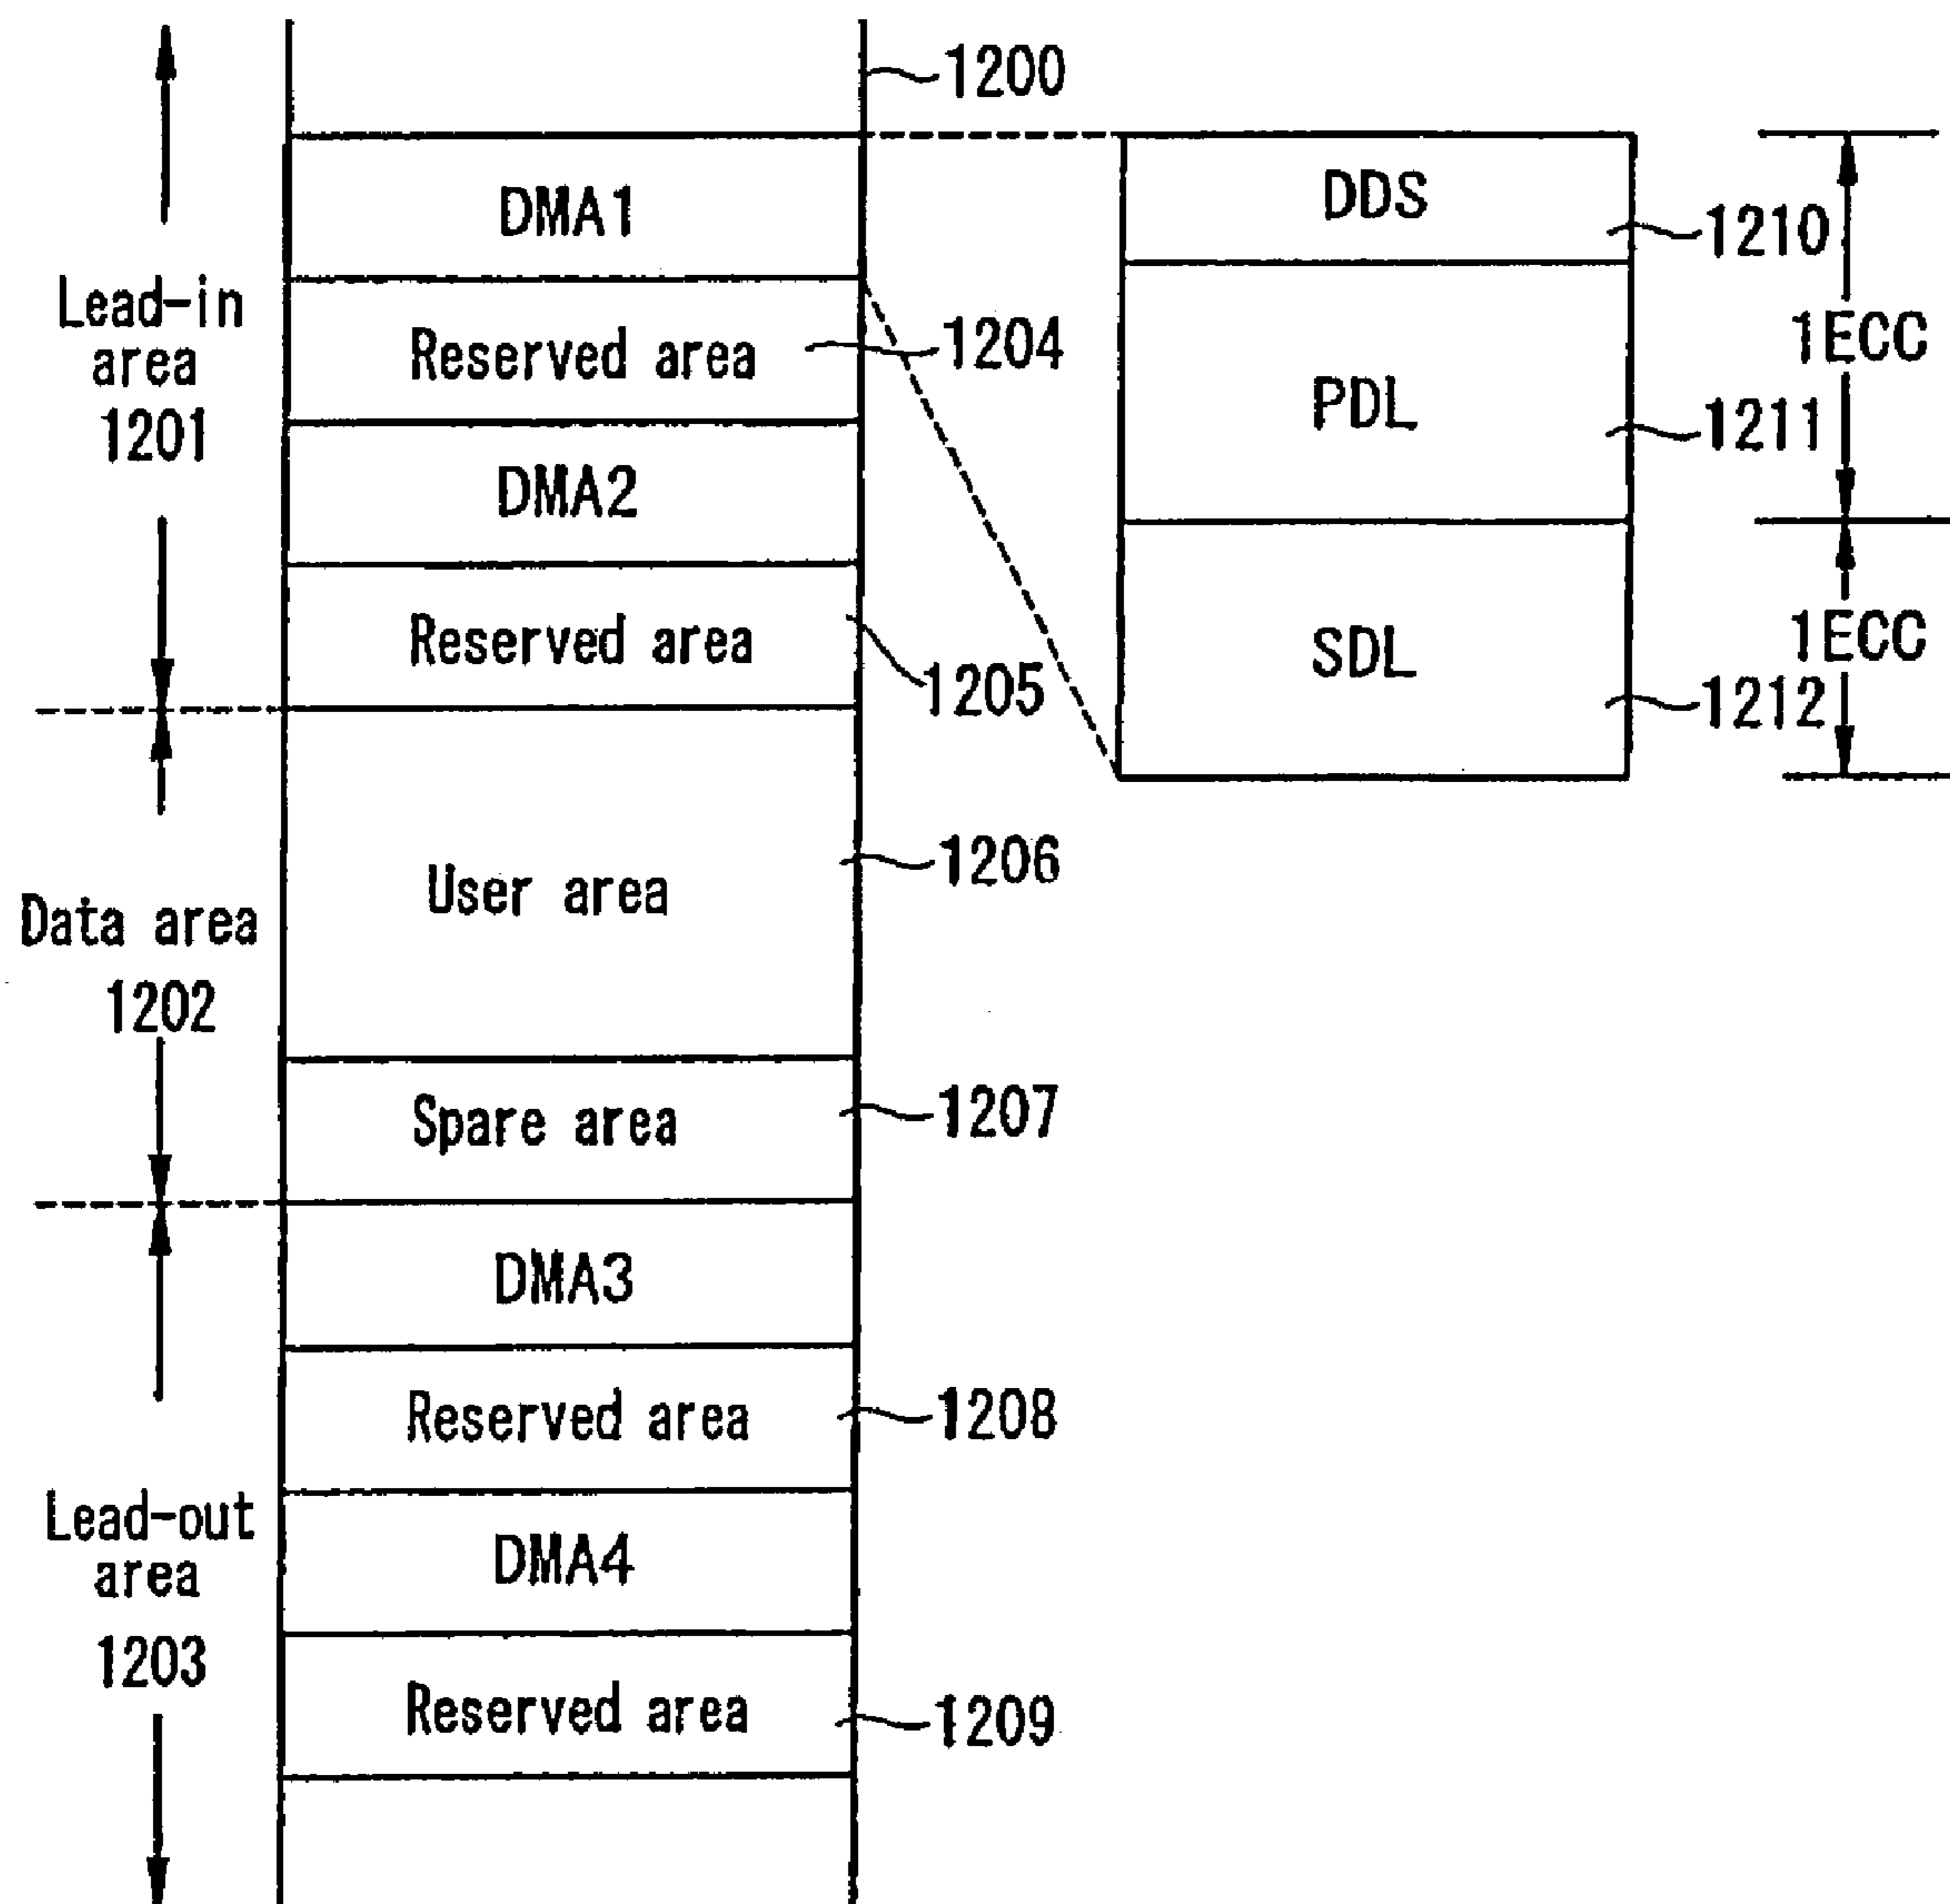 1200
DMA1
DDS
1210
Lead-in
area
1201
Reserved area
1204
1ECC
PDL
1211
DMA2
Reserved area
1205
SDL
1ECC
1212
User area
1206
Data area
1202
Spare area
1207
DMA3
Reserved area
1208
Lead-out
area
1203
DMA4
Reserved area
1209